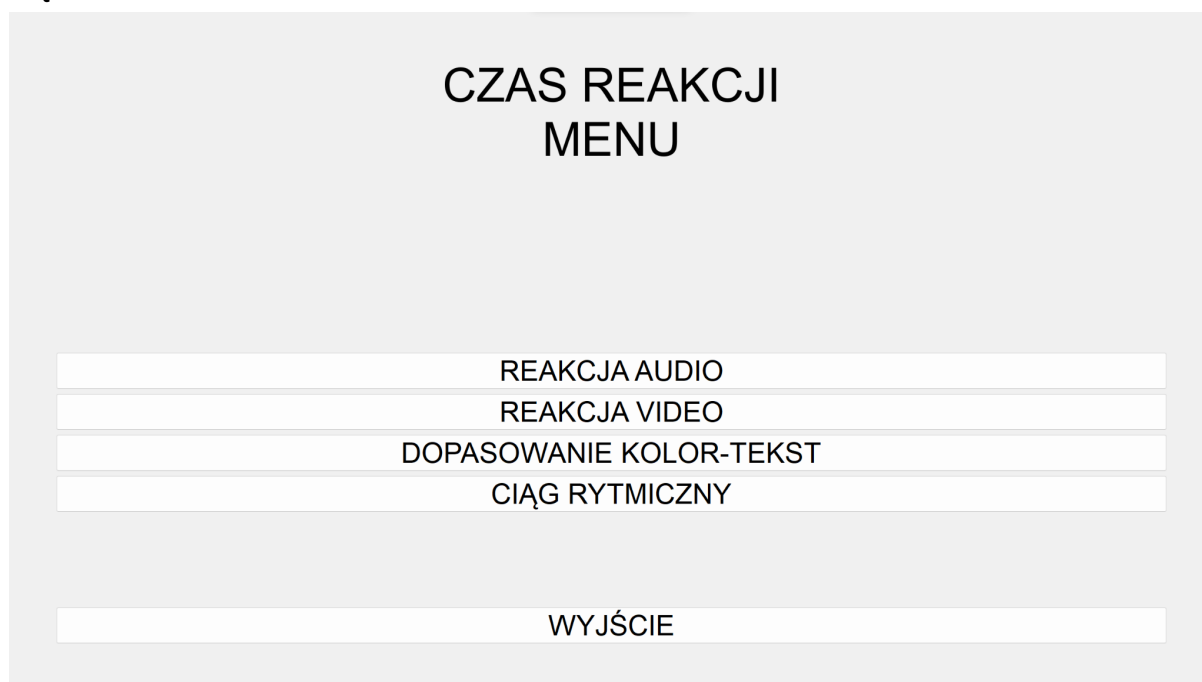 CZAS REAKCJI
MENU
REAKCJA AUDIO
REAKCJA VIDEO
DOPASOWANIE KOLOR-TEKST
CIĄG RYTMICZNY
WYJŚCIE